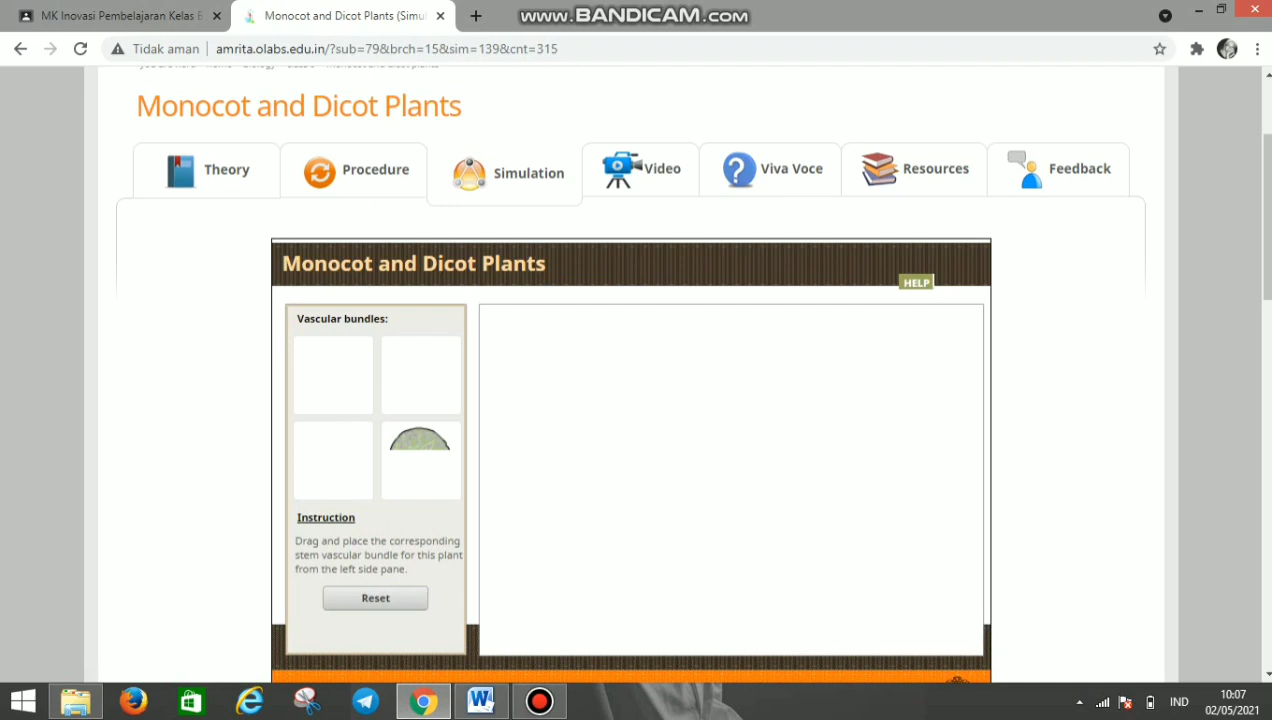 MK Inovasi Pembelajaran Kelas B
Monocot and Dicot Plants (Simul
www.BANDICAM.com
Tidak aman
amrita.olabs.edu.in/?sub=79&brch=15&sim=139&cnt=315
Monocot and Dicot Plants
Theory
Procedure
Simulation
Video
Viva Voce
Resources
Feedback
Monocot and Dicot Plants
HELP
Vascular bundles:
Instruction
Drag and place the corresponding
stem vascular bundle for this plant
from the left side pane.
Reset
IND
10:07
02/05/2021